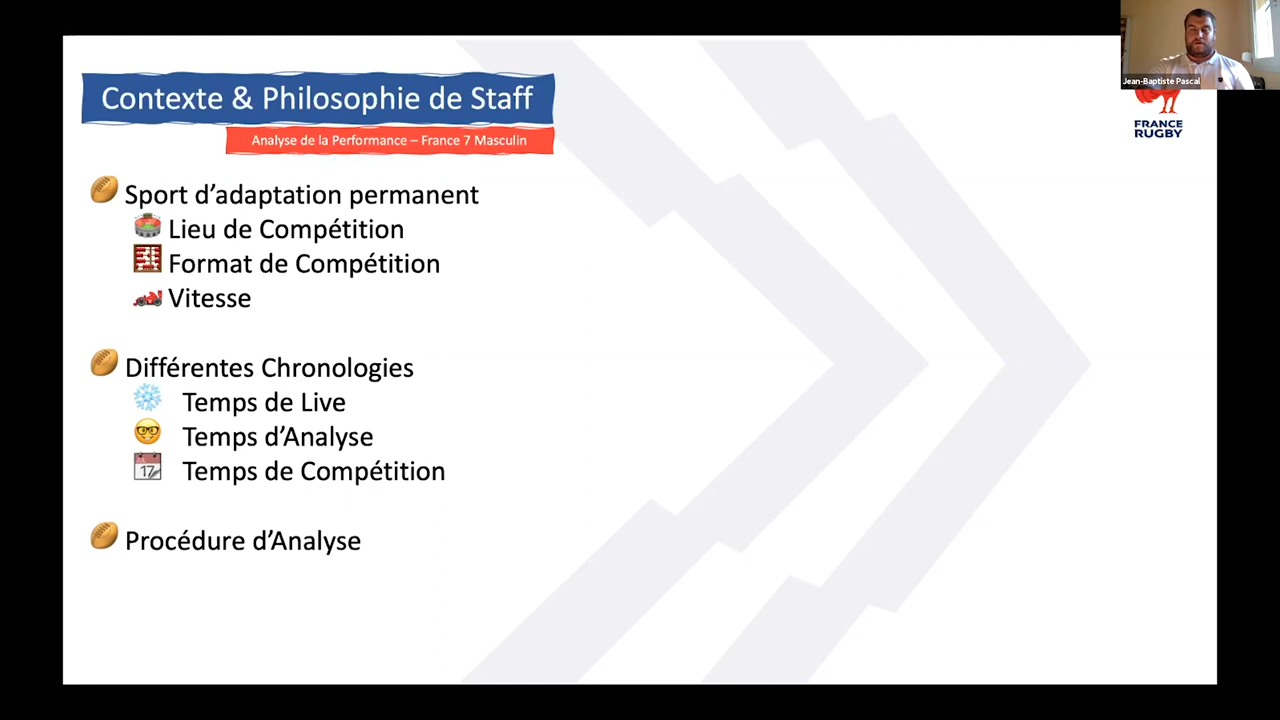 Jean-Baptiste Pascal
Contexte & Philosophie de Staff
Analyse de la Performance – France 7 Masculin
FRANCE
RUGBY
Sport d’adaptation permanent
Lieu de Compétition
Format de Compétition
Vitesse
Différentes Chronologies
Temps de Live
Temps d’Analyse
17
Temps de Compétition
Procédure d’Analyse